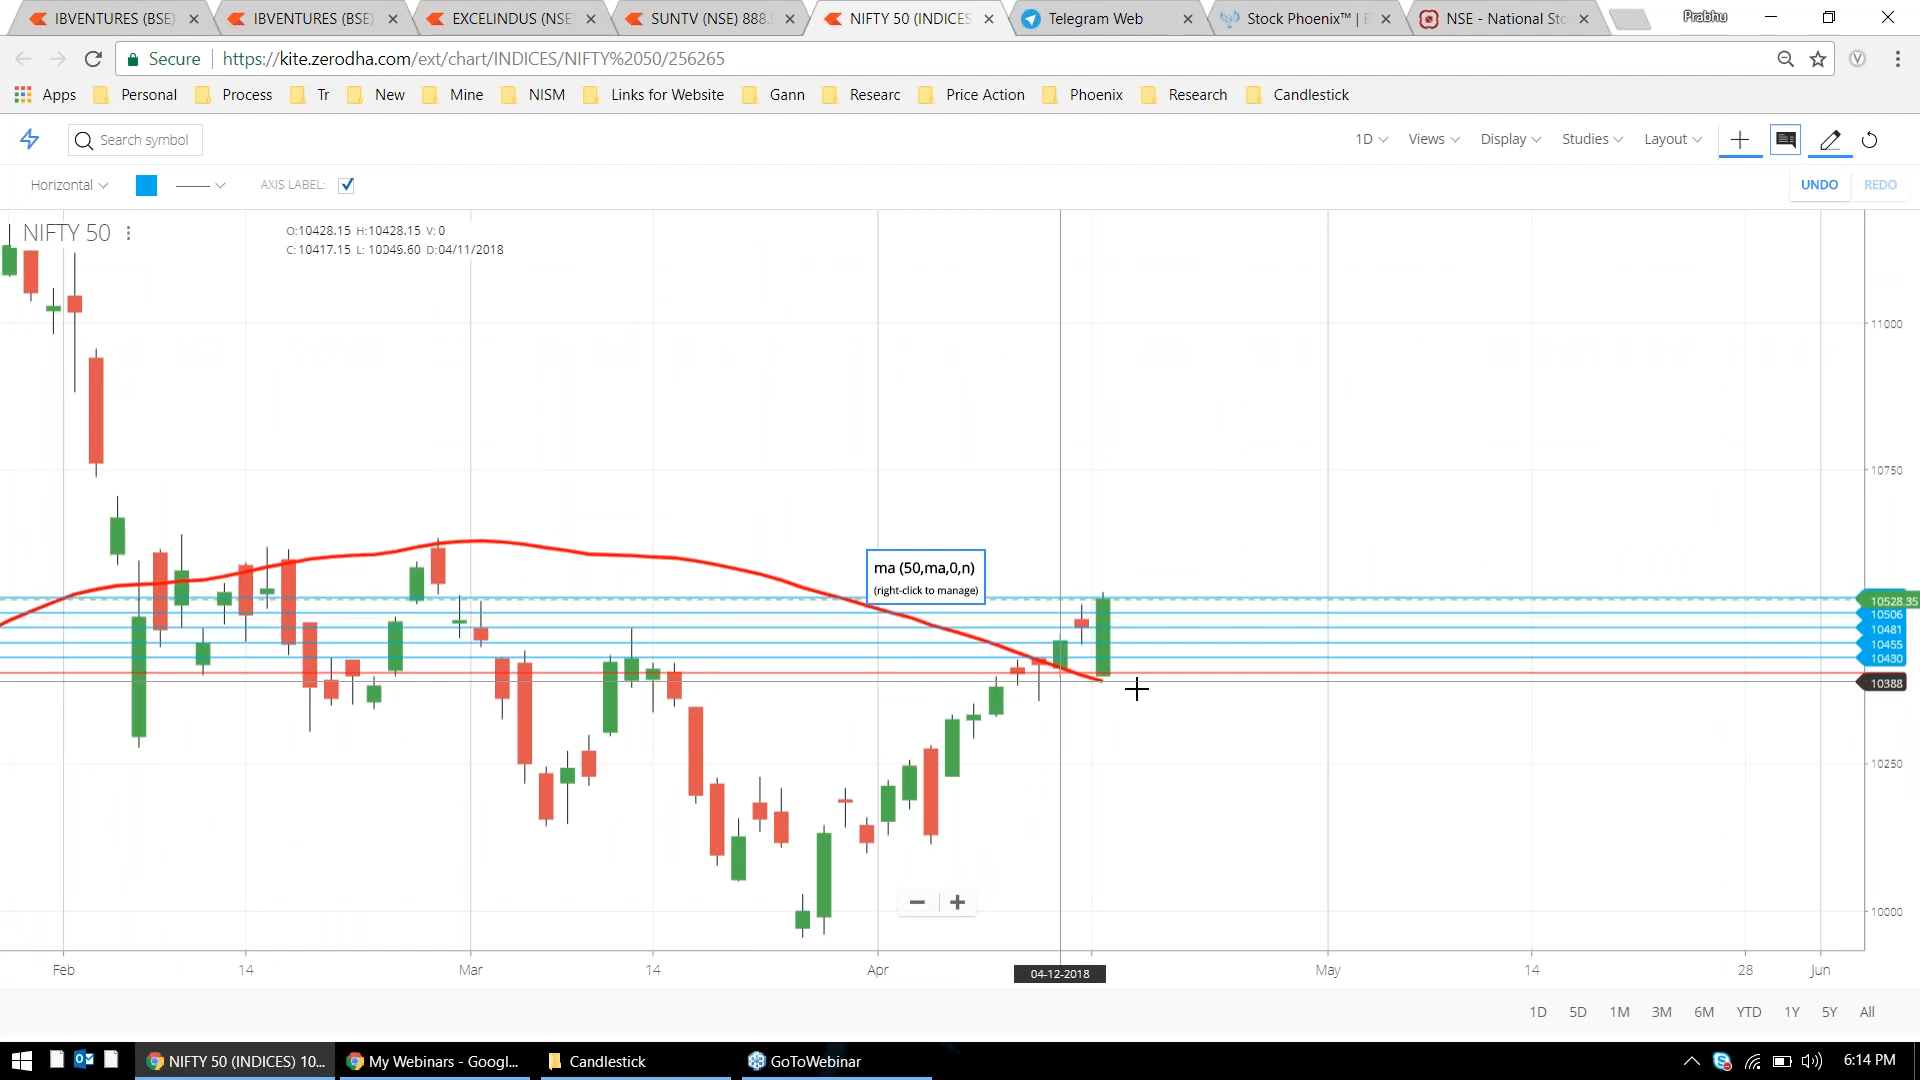 IBVENTURES (BSE)
IBVENTURES (BSE)
EXCELINDUS (NSE
SUNTV (NSE) 888.
NIFTY 50 (INDICES
Telegram Web
Stock Phoenix™ | F
NSE - National Sto
Prabhu
Secure
https://kite.zerodha.com/ext/chart/INDICES/NIFTY%2050/256265
Apps
Personal
Process
Tr
New
Mine
NISM
Links for Website
Gann
Researc
Price Action
Phoenix
Research
Candlestick
Search symbol
1D
Views
Display
Studies
Layout
Horizontal
AXIS LABEL:
UNDO
REDO
NIFTY 50
O:10428.15 H:10428.15 V: 0
C: 10417.15 L: 10346.60 D:04/11/2018
11000
10750
ma (50,ma,0,n)
(right-click to manage)
10528.35
10506
10481
10455
10430
10388
10250
10000
Feb
14
Mar
14
Apr
04-12-2018
May
14
28
Jun
1D
5D
1M
3M
6M
YTD
1Y
5Y
All
NIFTY 50 (INDICES) 10...
My Webinars - Googl...
Candlestick
GoToWebinar
6:14 PM